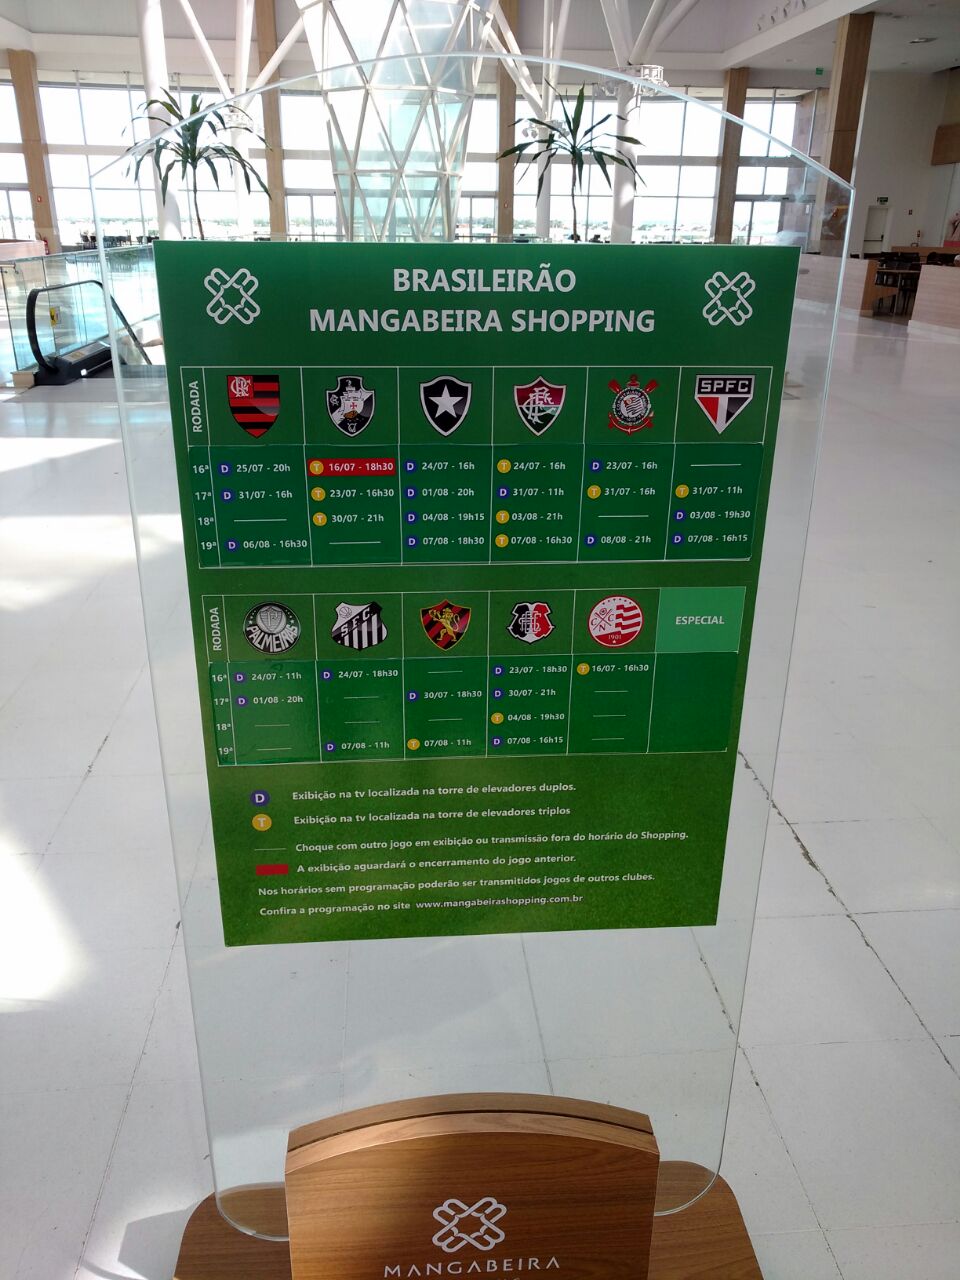 BRASILEIRÃO
MANGABEIRA SHOPPING
RODADA
SPFC
16ª D 25/07 - 20h T 16/07 - 18h30 D 24/07 - 16h T 24/07 - 16h D 23/07 - 16h ———
17ª D 31/07 - 16h T 23/07 - 16h30 D 01/08 - 20h D 31/07 - 11h T 31/07 - 16h T 31/07 - 11h
18ª ——— T 30/07 - 21h D 04/08 - 19h15 T 03/08 - 21h ——— D 03/08 - 19h30
19ª D 06/08 - 16h30 ——— D 07/08 - 18h30 T 07/08 - 16h30 D 08/08 - 21h D 07/08 - 16h15
RODADA
PALMEIRAS
S.F.C
CNC
1901
ESPECIAL
16ª D 24/07 - 11h D 24/07 - 18h30 ——— D 23/07 - 18h30 T 16/07 - 16h30
17ª D 01/08 - 20h ——— D 30/07 - 18h30 D 30/07 - 21h ———
18ª ——— ——— ——— T 04/08 - 19h30 ———
19ª ——— D 07/08 - 11h T 07/08 - 11h D 07/08 - 16h15 ———
D Exibição na tv localizada na torre de elevadores duplos.
T Exibição na tv localizada na torre de elevadores triplos
——— Choque com outro jogo em exibição ou transmissão fora do horário do Shopping.
A exibição aguardará o encerramento do jogo anterior.
Nos horários sem programação poderão ser transmitidos jogos de outros clubes.
Confira a programação no site www.mangabeirashopping.com.br
MANGABEIRA